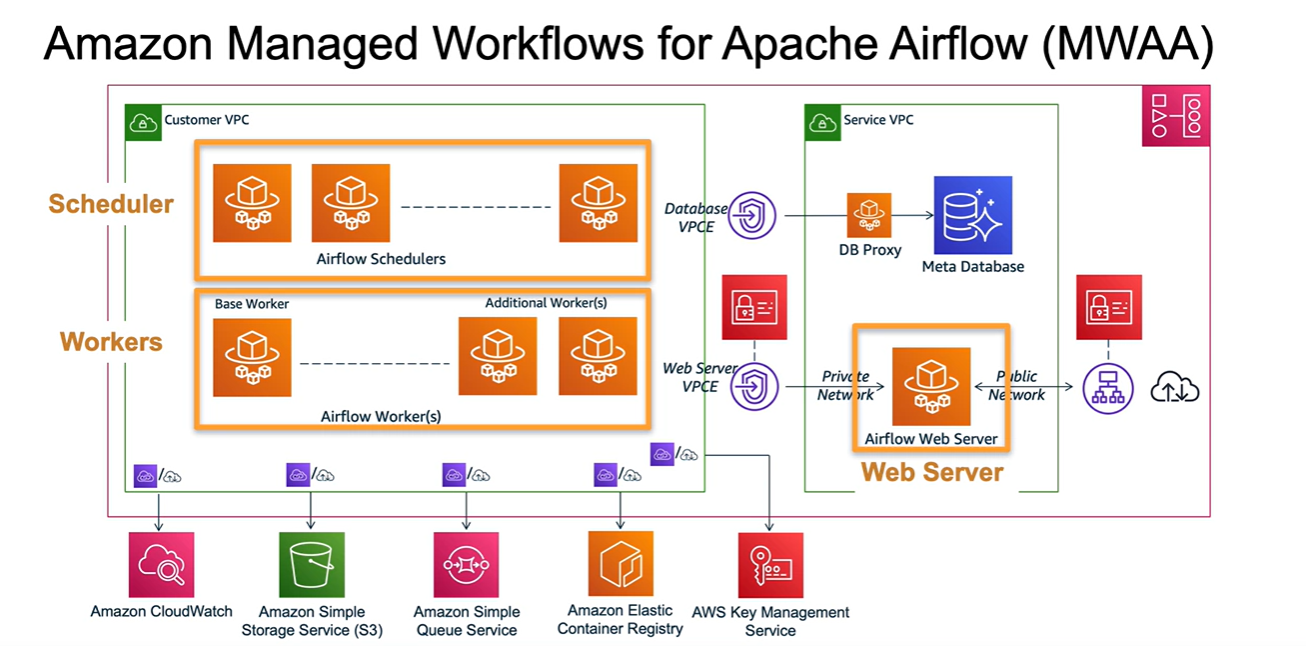 Amazon Managed Workflows for Apache Airflow (MWAA)
Customer VPC
Service VPC
Scheduler
Airflow Schedulers
Database
VPCE
DB Proxy
Meta Database
Base Worker
Additional Worker(s)
Workers
Airflow Worker(s)
Web Server
VPCE
Private
Network
Public
Network
Airflow Web Server
Web Server
/
/
/
/
/
Amazon CloudWatch
Amazon Simple
Storage Service (S3)
Amazon Simple
Queue Service
Amazon Elastic
Container Registry
AWS Key Management
Service